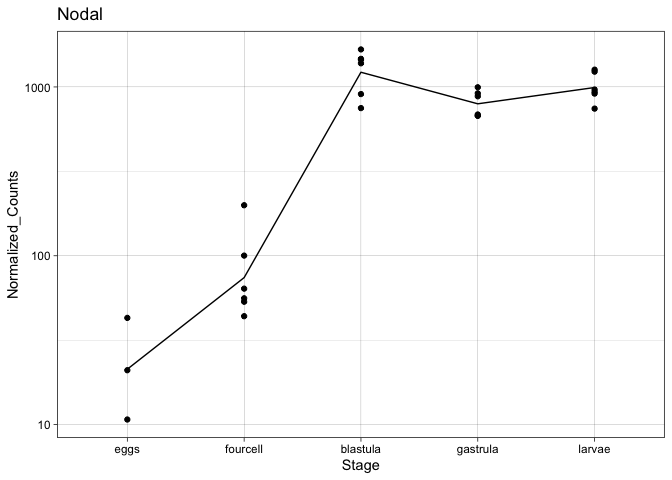 Nodal
Normalized_Counts
1000
100
10
eggs fourcell blastula gastrula larvae
Stage